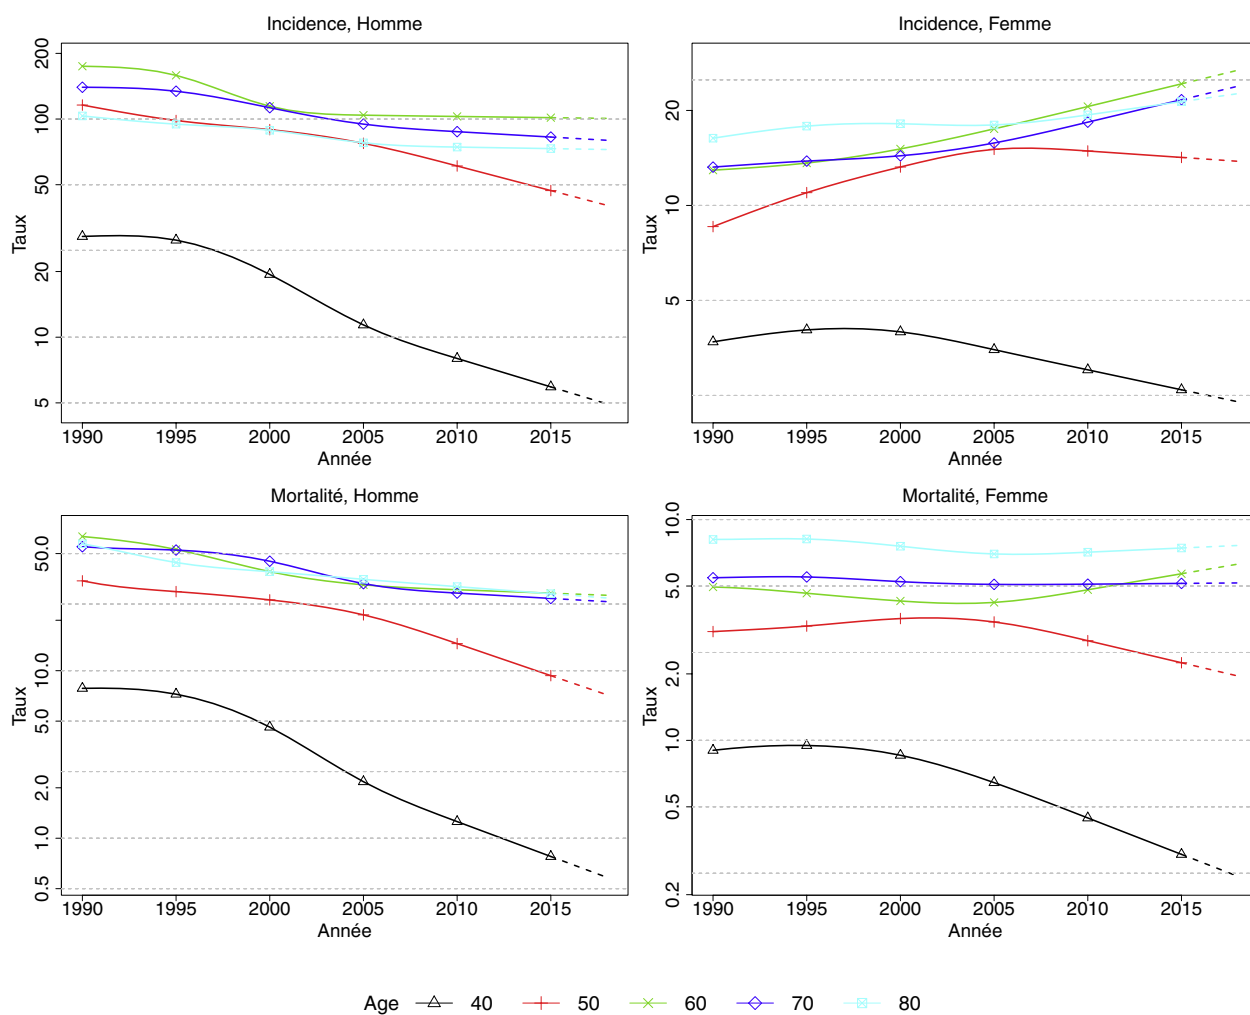 Incidence, Homme
Incidence, Femme
200
100
50
20
10
5
Taux
1990 1995 2000 2005 2010 2015
Année
20
10
5
Taux
1990 1995 2000 2005 2010 2015
Année
Mortalité, Homme
Mortalité, Femme
50.0
10.0
5.0
2.0
1.0
0.5
Taux
1990 1995 2000 2005 2010 2015
Année
10.0
5.0
2.0
1.0
0.5
0.2
Taux
1990 1995 2000 2005 2010 2015
Année
Age 40 50 60 70 80